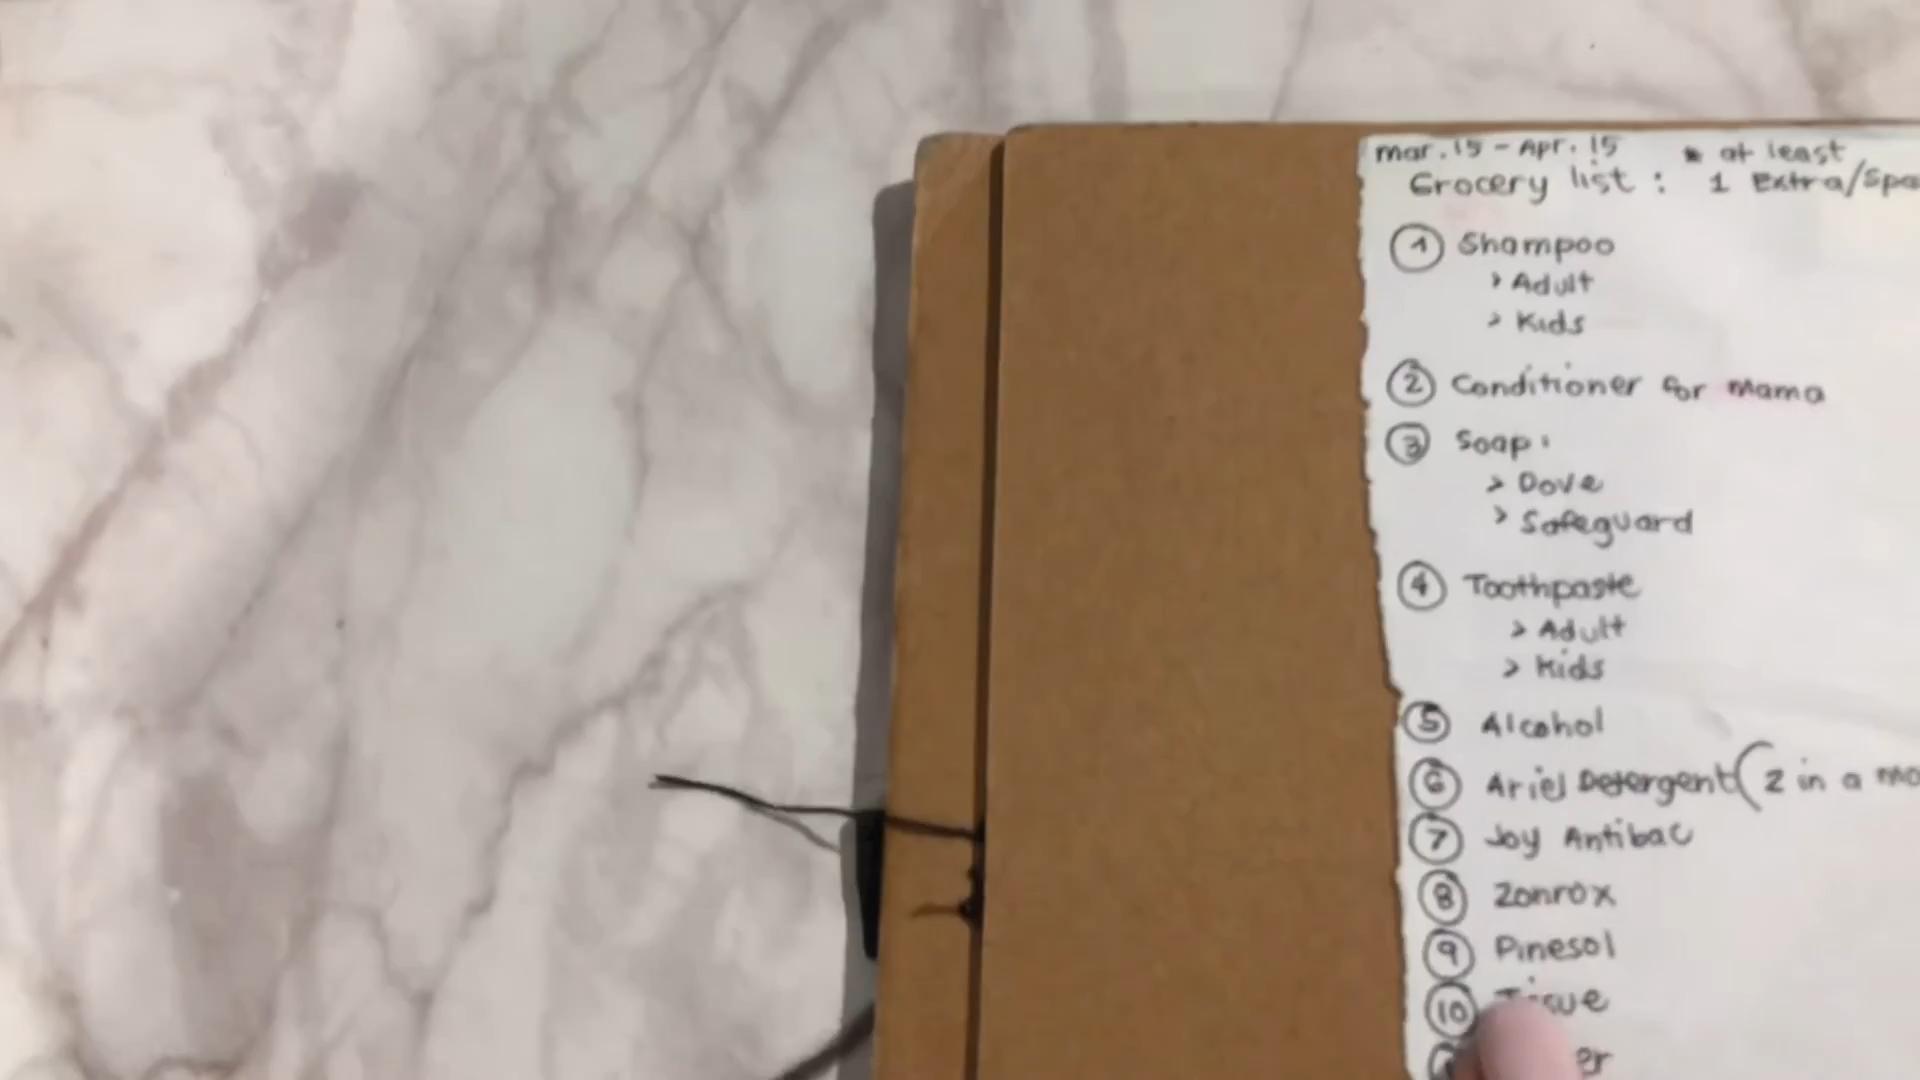 mar. 15 - Apr. 15 * at least
Grocery list : 1 Extra/Spa
1 Shampoo
> Adult
> Kids
2 Conditioner for mama
3 Soap:
> Dove
> Safeguard
4 Toothpaste
> Adult
> Kids
5 Alcohol
6 Ariel Detergent (2 in a mo
7 Joy Antibac
8 Zonrox
9 Pinesol
10